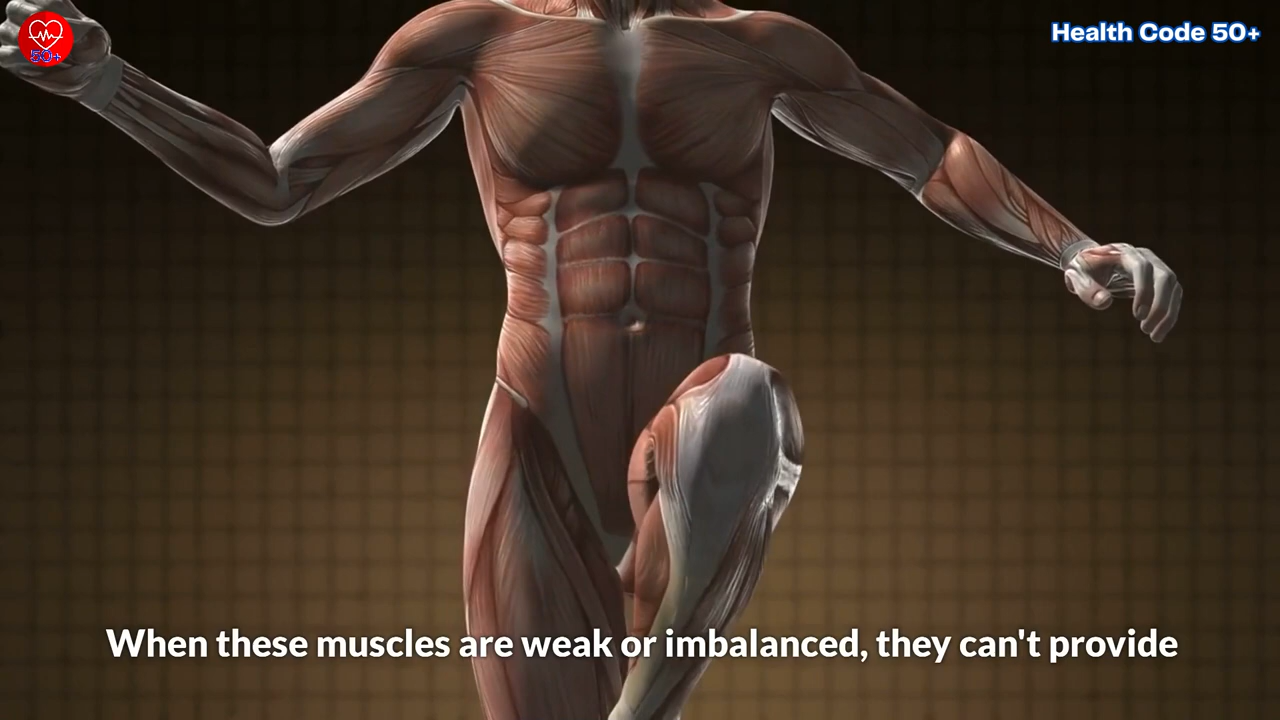 50+
Health Code 50+
When these muscles are weak or imbalanced, they can't provide